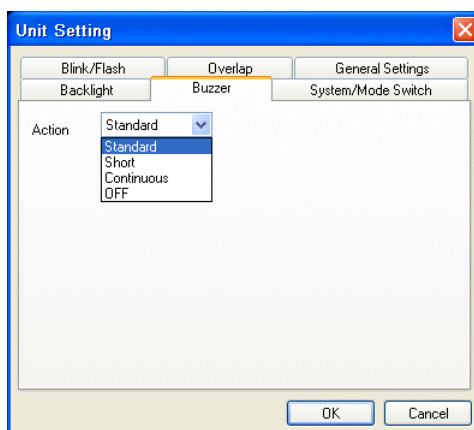 Unit Setting
Blink/Flash Overlap General Settings
Backlight Buzzer System/Mode Switch
Action Standard
Standard
Short
Continuous
OFF
OK Cancel